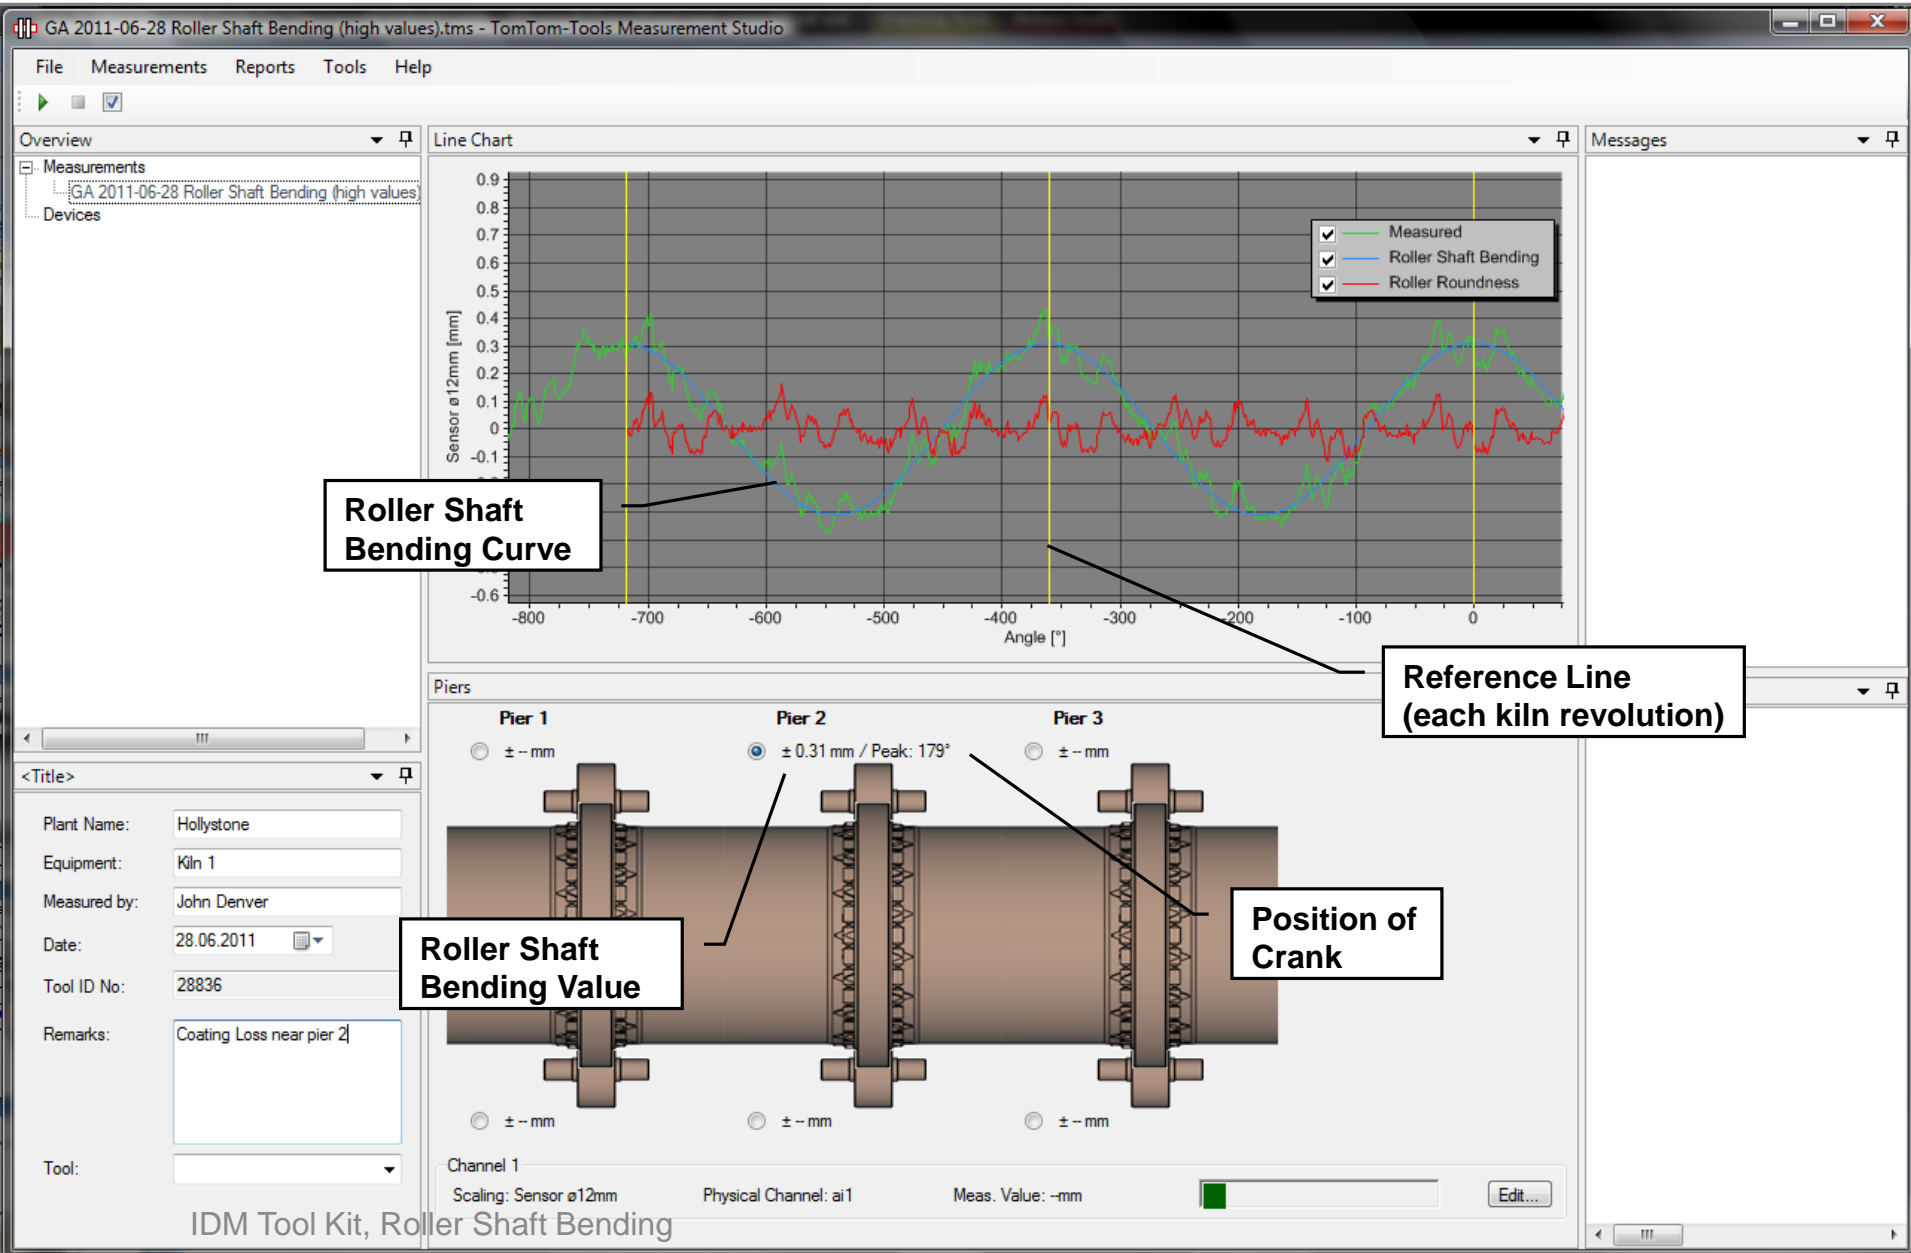 GA 2011-06-28 Roller Shaft Bending (high values).tms - TomTom-Tools Measurement Studio
File Measurements Reports Tools Help
Overview
Measurements
GA 2011-06-28 Roller Shaft Bending (high values)
Devices
Line Chart
Messages
0.9
0.8
0.7
0.6
0.5
0.4
0.3
0.2
0.1
0
-0.1
-0.6
Sensor ø12mm [mm]
Measured
Roller Shaft Bending
Roller Roundness
-800 -700 -600 -500 -400 -300 -200 -100 0
Angle [°]
Roller Shaft
Bending Curve
Reference Line
(each kiln revolution)
Piers
Pier 1 Pier 2 Pier 3
± -- mm ± 0.31 mm / Peak: 179° ± -- mm
Roller Shaft
Bending Value
Position of
Crank
± -- mm ± -- mm ± -- mm
<Title>
Plant Name: Hollystone
Equipment: Kiln 1
Measured by: John Denver
Date: 28.06.2011
Tool ID No: 28836
Remarks: Coating Loss near pier 2
Tool:
Channel 1
Scaling: Sensor ø12mm Physical Channel: ai1 Meas. Value: --mm Edit...
IDM Tool Kit, Roller Shaft Bending